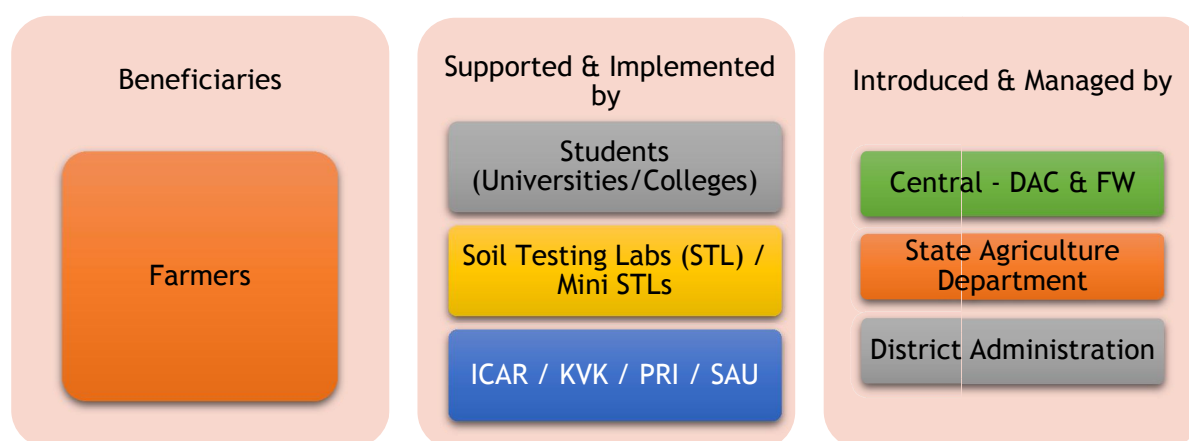 Beneficiaries
Farmers
Supported & Implemented
by
Students
(Universities/Colleges)
Soil Testing Labs (STL) /
Mini STLs
ICAR / KVK / PRI / SAU
Introduced & Managed by
Central - DAC & FW
State Agriculture
Department
District Administration